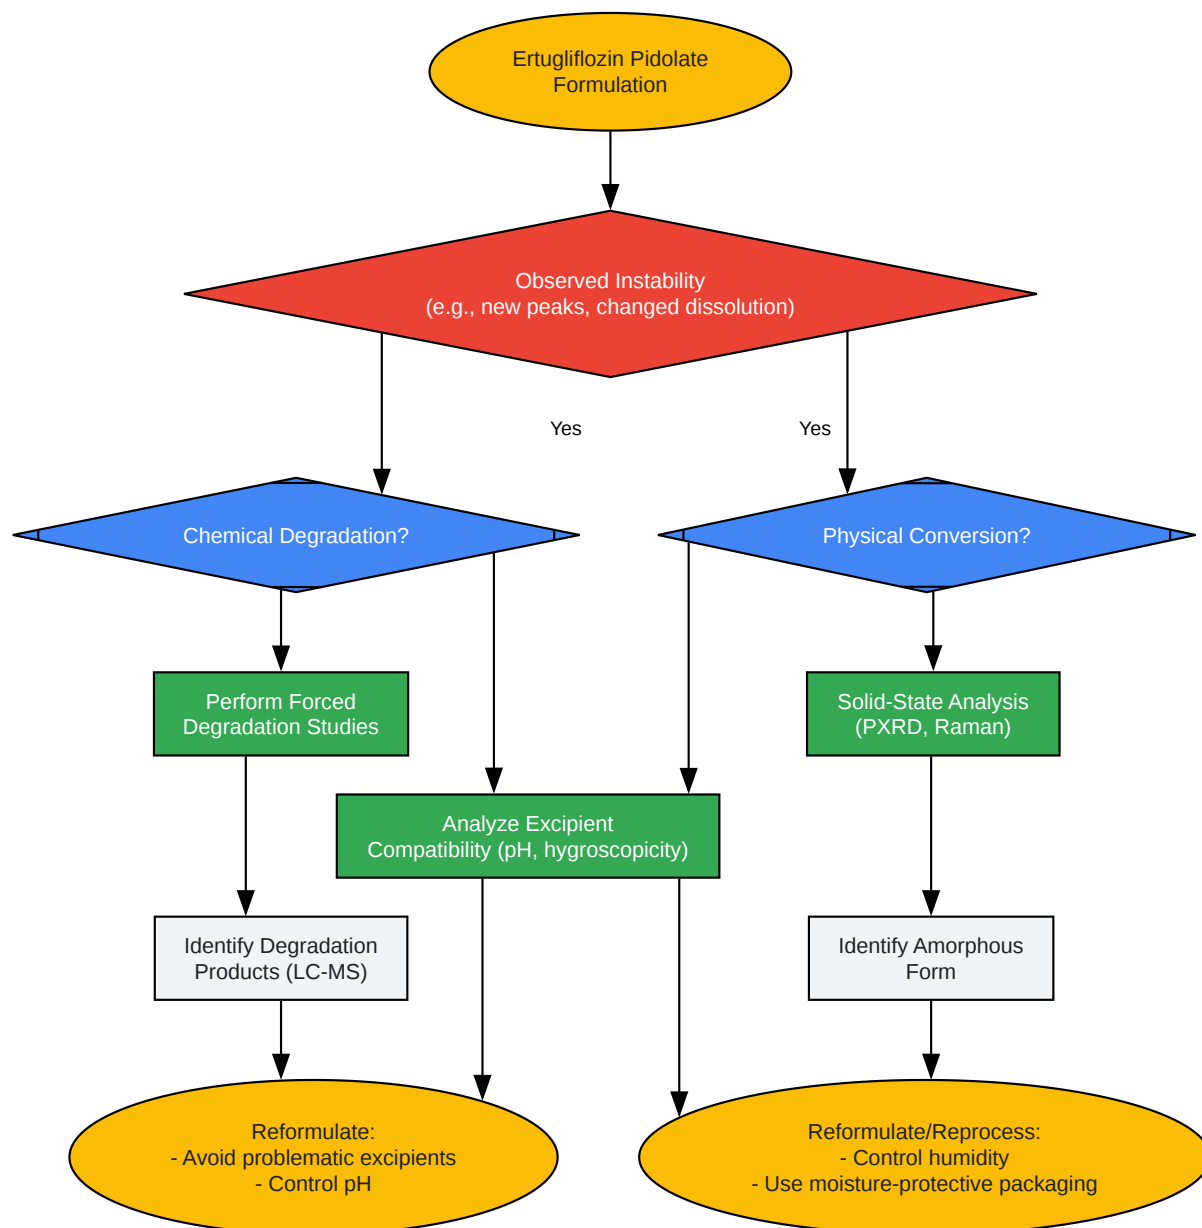 Ertugliflozin Pidolate
Formulation
Observed Instability
(e.g., new peaks, changed dissolution)
Yes
Yes
Chemical Degradation?
Physical Conversion?
Perform Forced
Degradation Studies
Solid-State Analysis
(PXRD, Raman)
Analyze Excipient
Compatibility (pH, hygroscopicity)
Identify Degradation
Products (LC-MS)
Identify Amorphous
Form
Reformulate:
- Avoid problematic excipients
- Control pH
Reformulate/Reprocess:
- Control humidity
- Use moisture-protective packaging